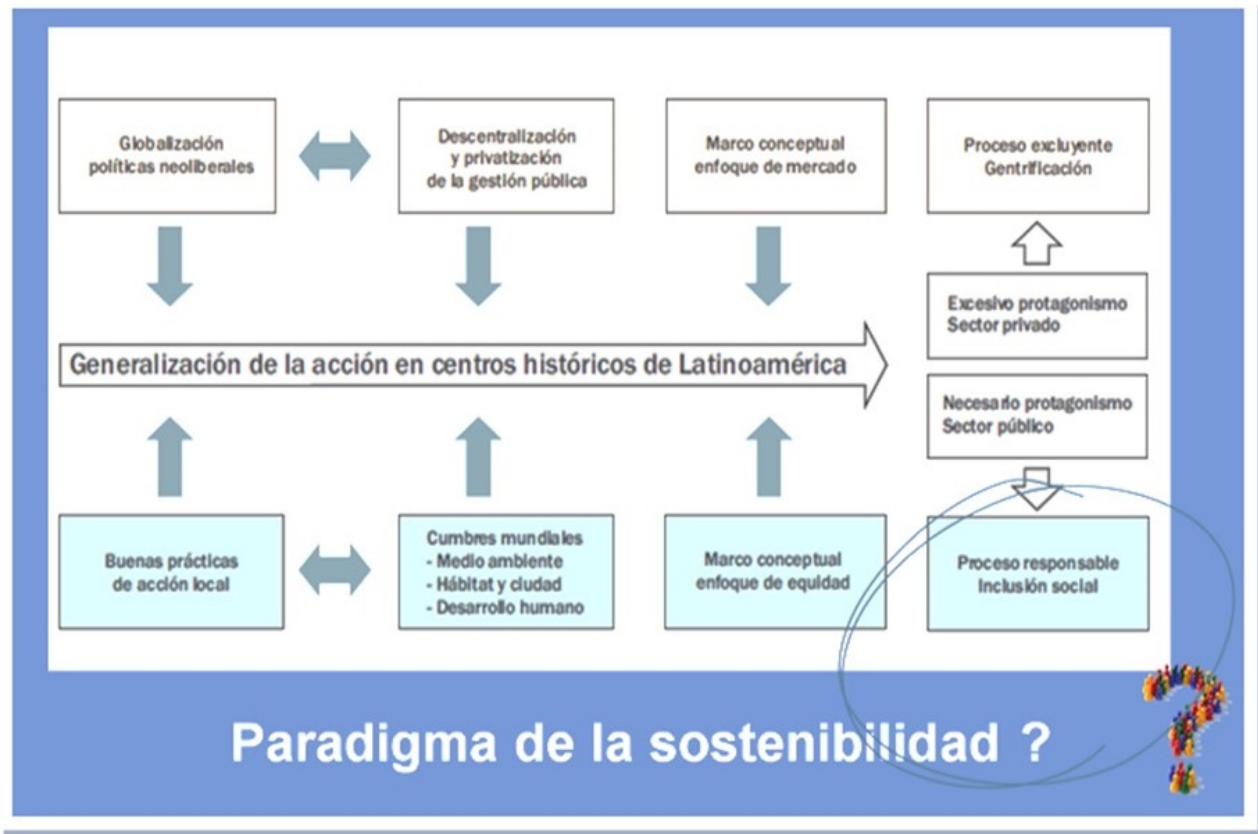 Globalización
políticas neoliberales
Descentralización
y privatización
de la gestión pública
Marco conceptual
enfoque de mercado
Proceso excluyente
Gentrificación
Excesivo protagonismo
Sector privado
Generalización de la acción en centros históricos de Latinoamérica
Necesario protagonismo
Sector público
Buenas prácticas
de acción local
Cumbres mundiales
- Medio ambiente
- Hábitat y ciudad
- Desarrollo humano
Marco conceptual
enfoque de equidad
Proceso responsable
Inclusión social
Paradigma de la sostenibilidad ?